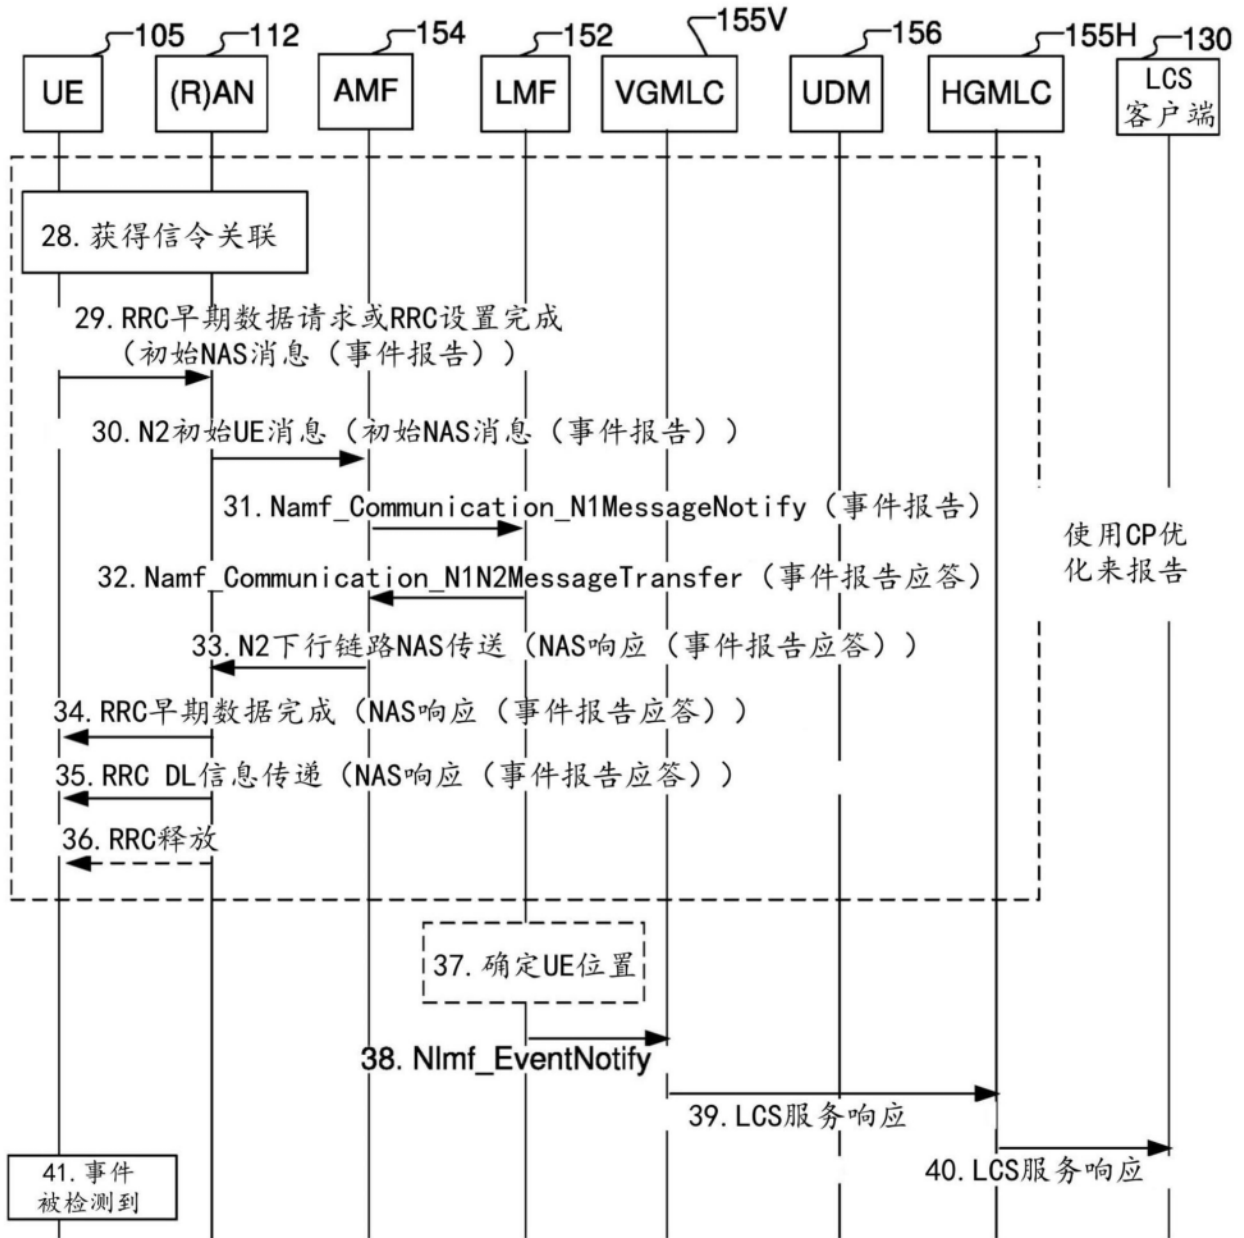 105
112
154
152
155V
156
155H
130
UE
(R)AN
AMF
LMF
VGMLC
UDM
HGMLC
LCS
客户端
28. 获得信令关联
29. RRC早期数据请求或RRC设置完成
（初始NAS消息（事件报告））
30. N2初始UE消息（初始NAS消息（事件报告））
31. Namf_Communication_N1MessageNotify（事件报告）
使用CP优
化来报告
32. Namf_Communication_N1N2MessageTransfer（事件报告应答）
33. N2下行链路NAS传送（NAS响应（事件报告应答））
34. RRC早期数据完成（NAS响应（事件报告应答））
35. RRC DL信息传递（NAS响应（事件报告应答））
36. RRC释放
37. 确定UE位置
38. Nlmf_EventNotify
39. LCS服务响应
40. LCS服务响应
41. 事件
被检测到